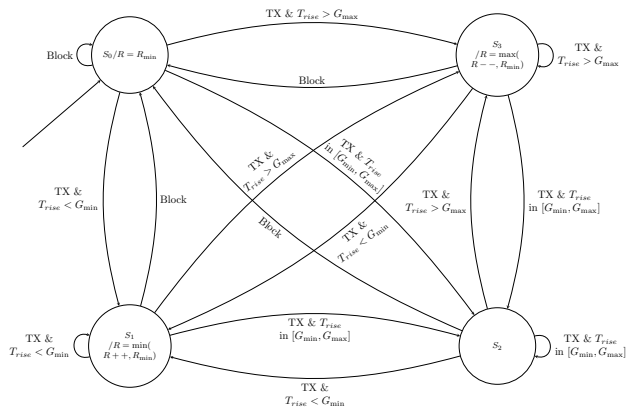 TX & T_rise > G_max
Block
S_0/R = R_min
S_3
/R = max(
R − −, R_min)
TX &
T_rise > G_max
Block
TX &
T_rise > G_max
TX & T_rise
in [G_min, G_max]
TX &
T_rise < G_min
Block
TX &
T_rise > G_max
TX & T_rise
in [G_min, G_max]
Block
TX &
T_rise < G_min
TX &
T_rise < G_min
S_1
/R = min(
R + +, R_min)
TX & T_rise
in [G_min, G_max]
S_2
TX & T_rise
in [G_min, G_max]
TX &
T_rise < G_min